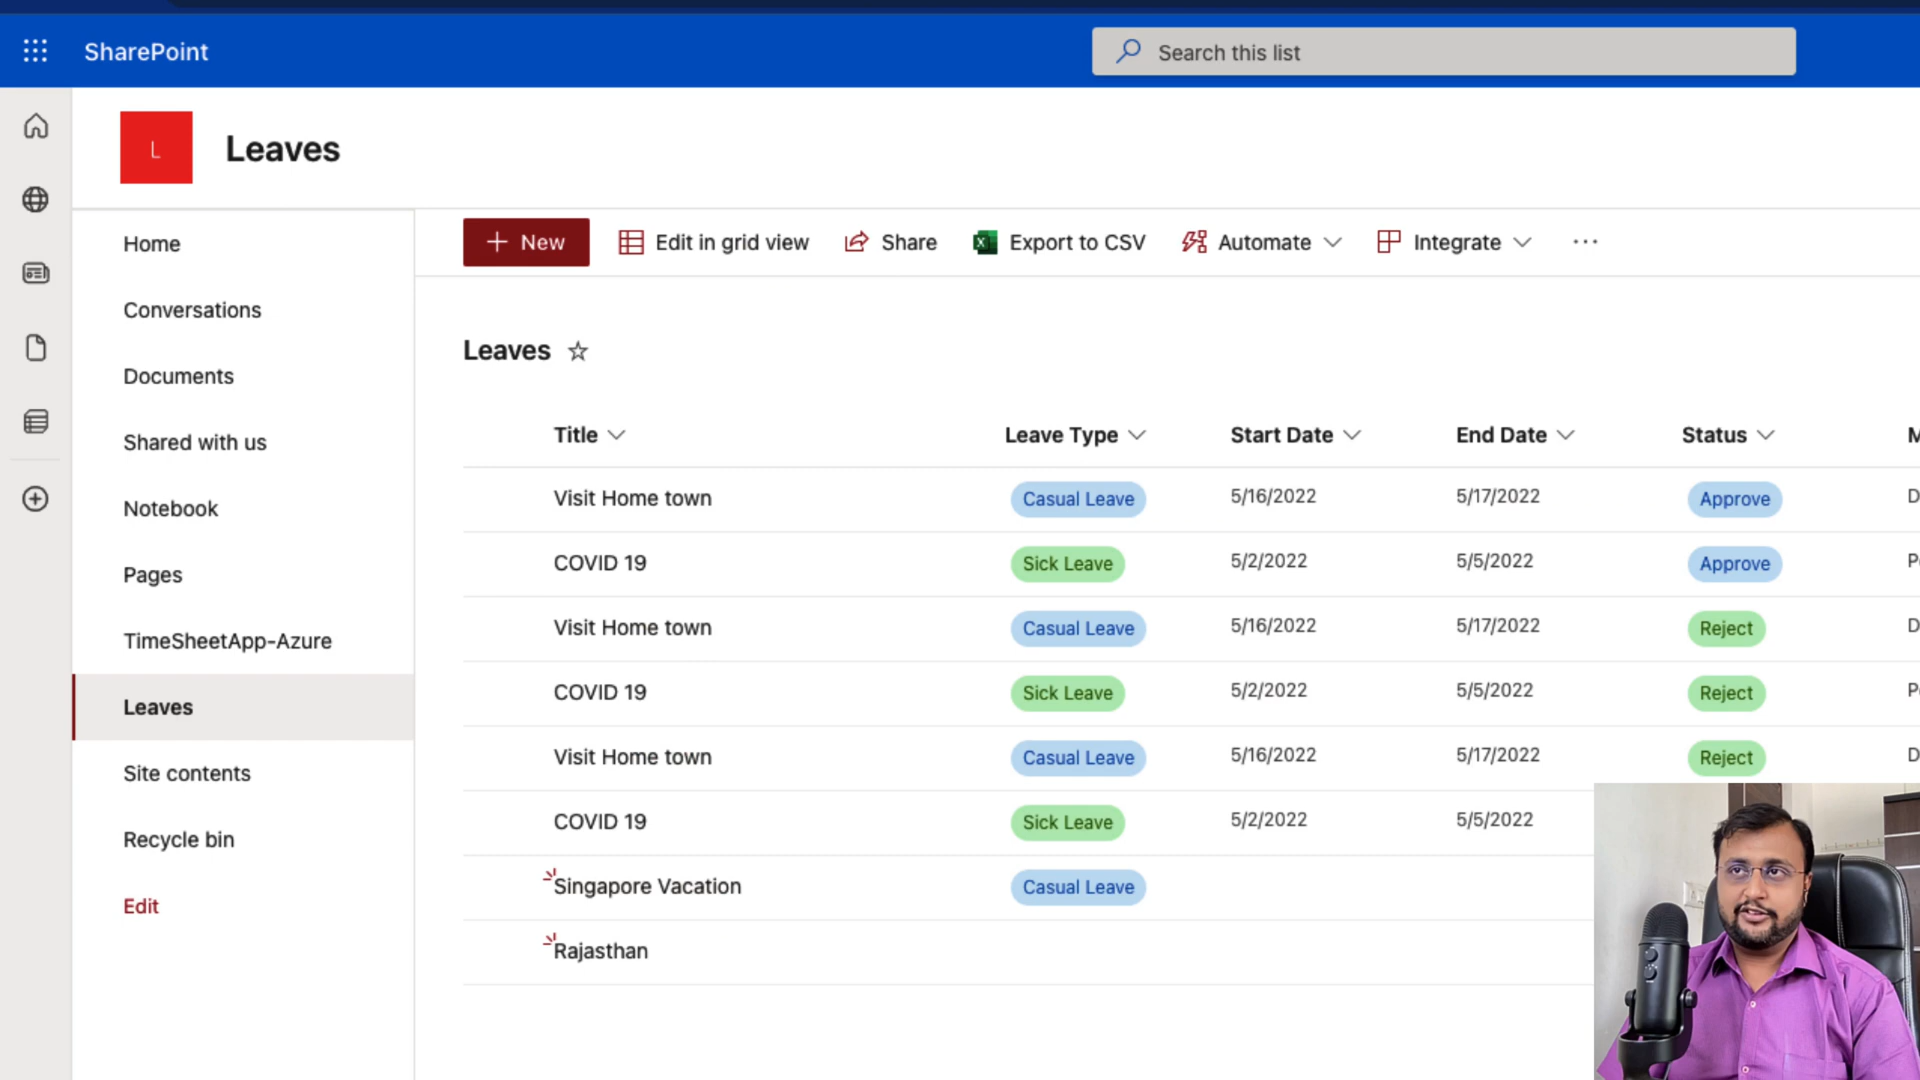 SharePoint
Search this list
L
Leaves
Home
Conversations
Documents
Shared with us
Notebook
Pages
TimeSheetApp-Azure
Leaves
Site contents
Recycle bin
Edit
New Edit in grid view Share Export to CSV Automate Integrate
Leaves
Title Leave Type Start Date End Date Status
Visit Home town Casual Leave 5/16/2022 5/17/2022 Approve
COVID 19 Sick Leave 5/2/2022 5/5/2022 Approve
Visit Home town Casual Leave 5/16/2022 5/17/2022 Reject
COVID 19 Sick Leave 5/2/2022 5/5/2022 Reject
Visit Home town Casual Leave 5/16/2022 5/17/2022 Reject
COVID 19 Sick Leave 5/2/2022 5/5/2022
Singapore Vacation Casual Leave
Rajasthan